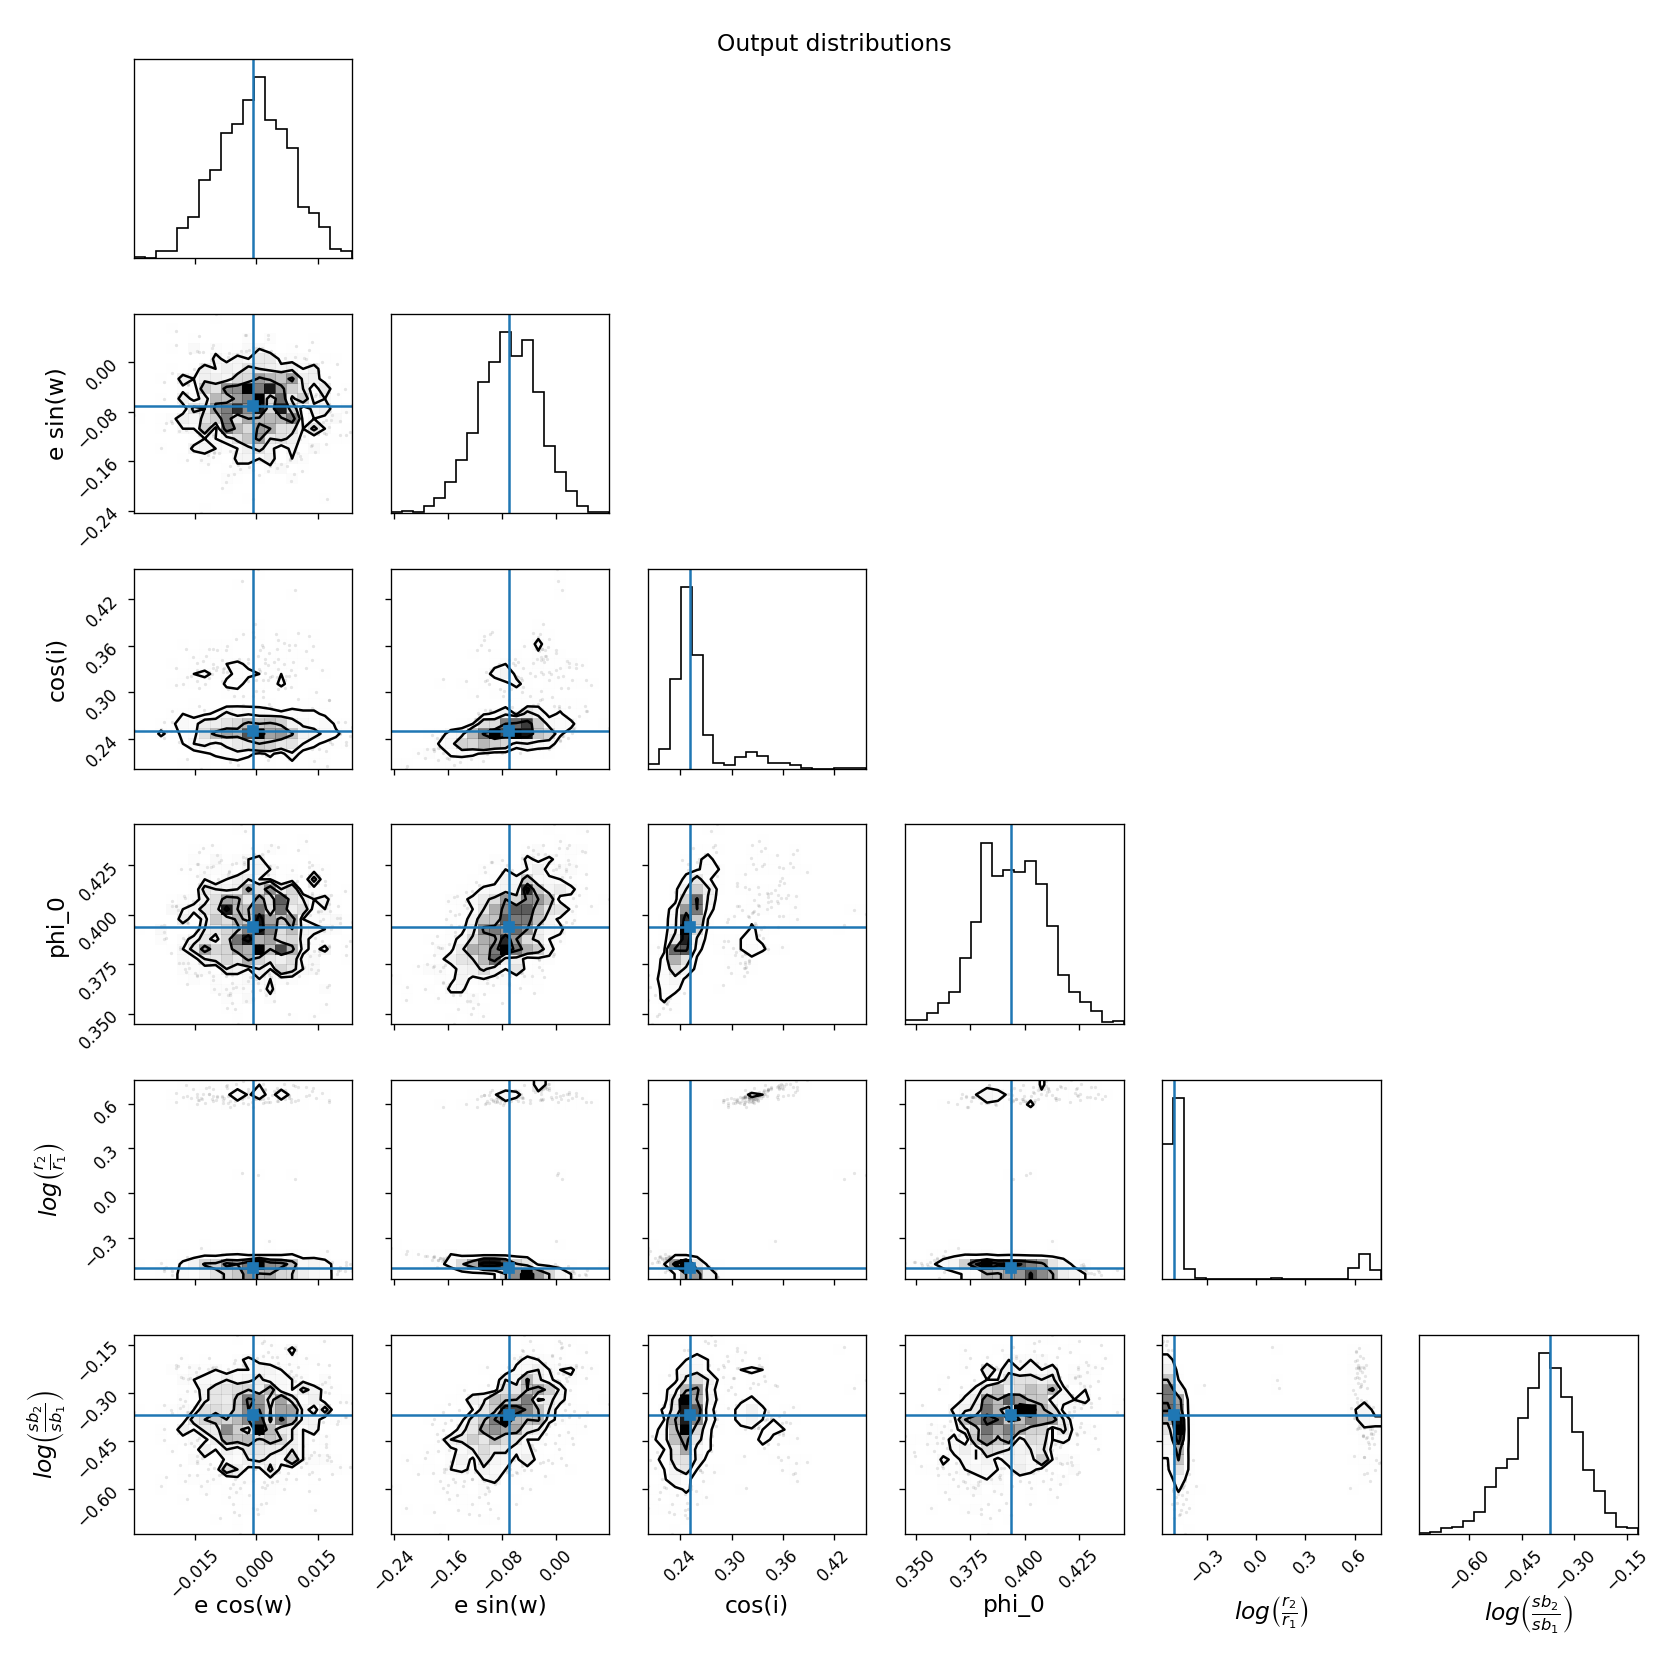 Output distributions
e sin(w)
0.00
−0.08
−0.16
−0.24
cos(i)
0.42
0.36
0.30
0.24
phi_0
0.425
0.400
0.375
0.350
log(r2/r1)
0.6
0.3
0.0
−0.3
log(sb2/sb1)
−0.15
−0.30
−0.45
−0.60
−0.015 0.000 0.015 −0.24 −0.16 −0.08 0.00 0.24 0.30 0.36 0.42 0.350 0.375 0.400 0.425 −0.3 0.0 0.3 0.6 −0.60 −0.45 −0.30 −0.15
e cos(w) e sin(w) cos(i) phi_0 log(r2/r1) log(sb2/sb1)